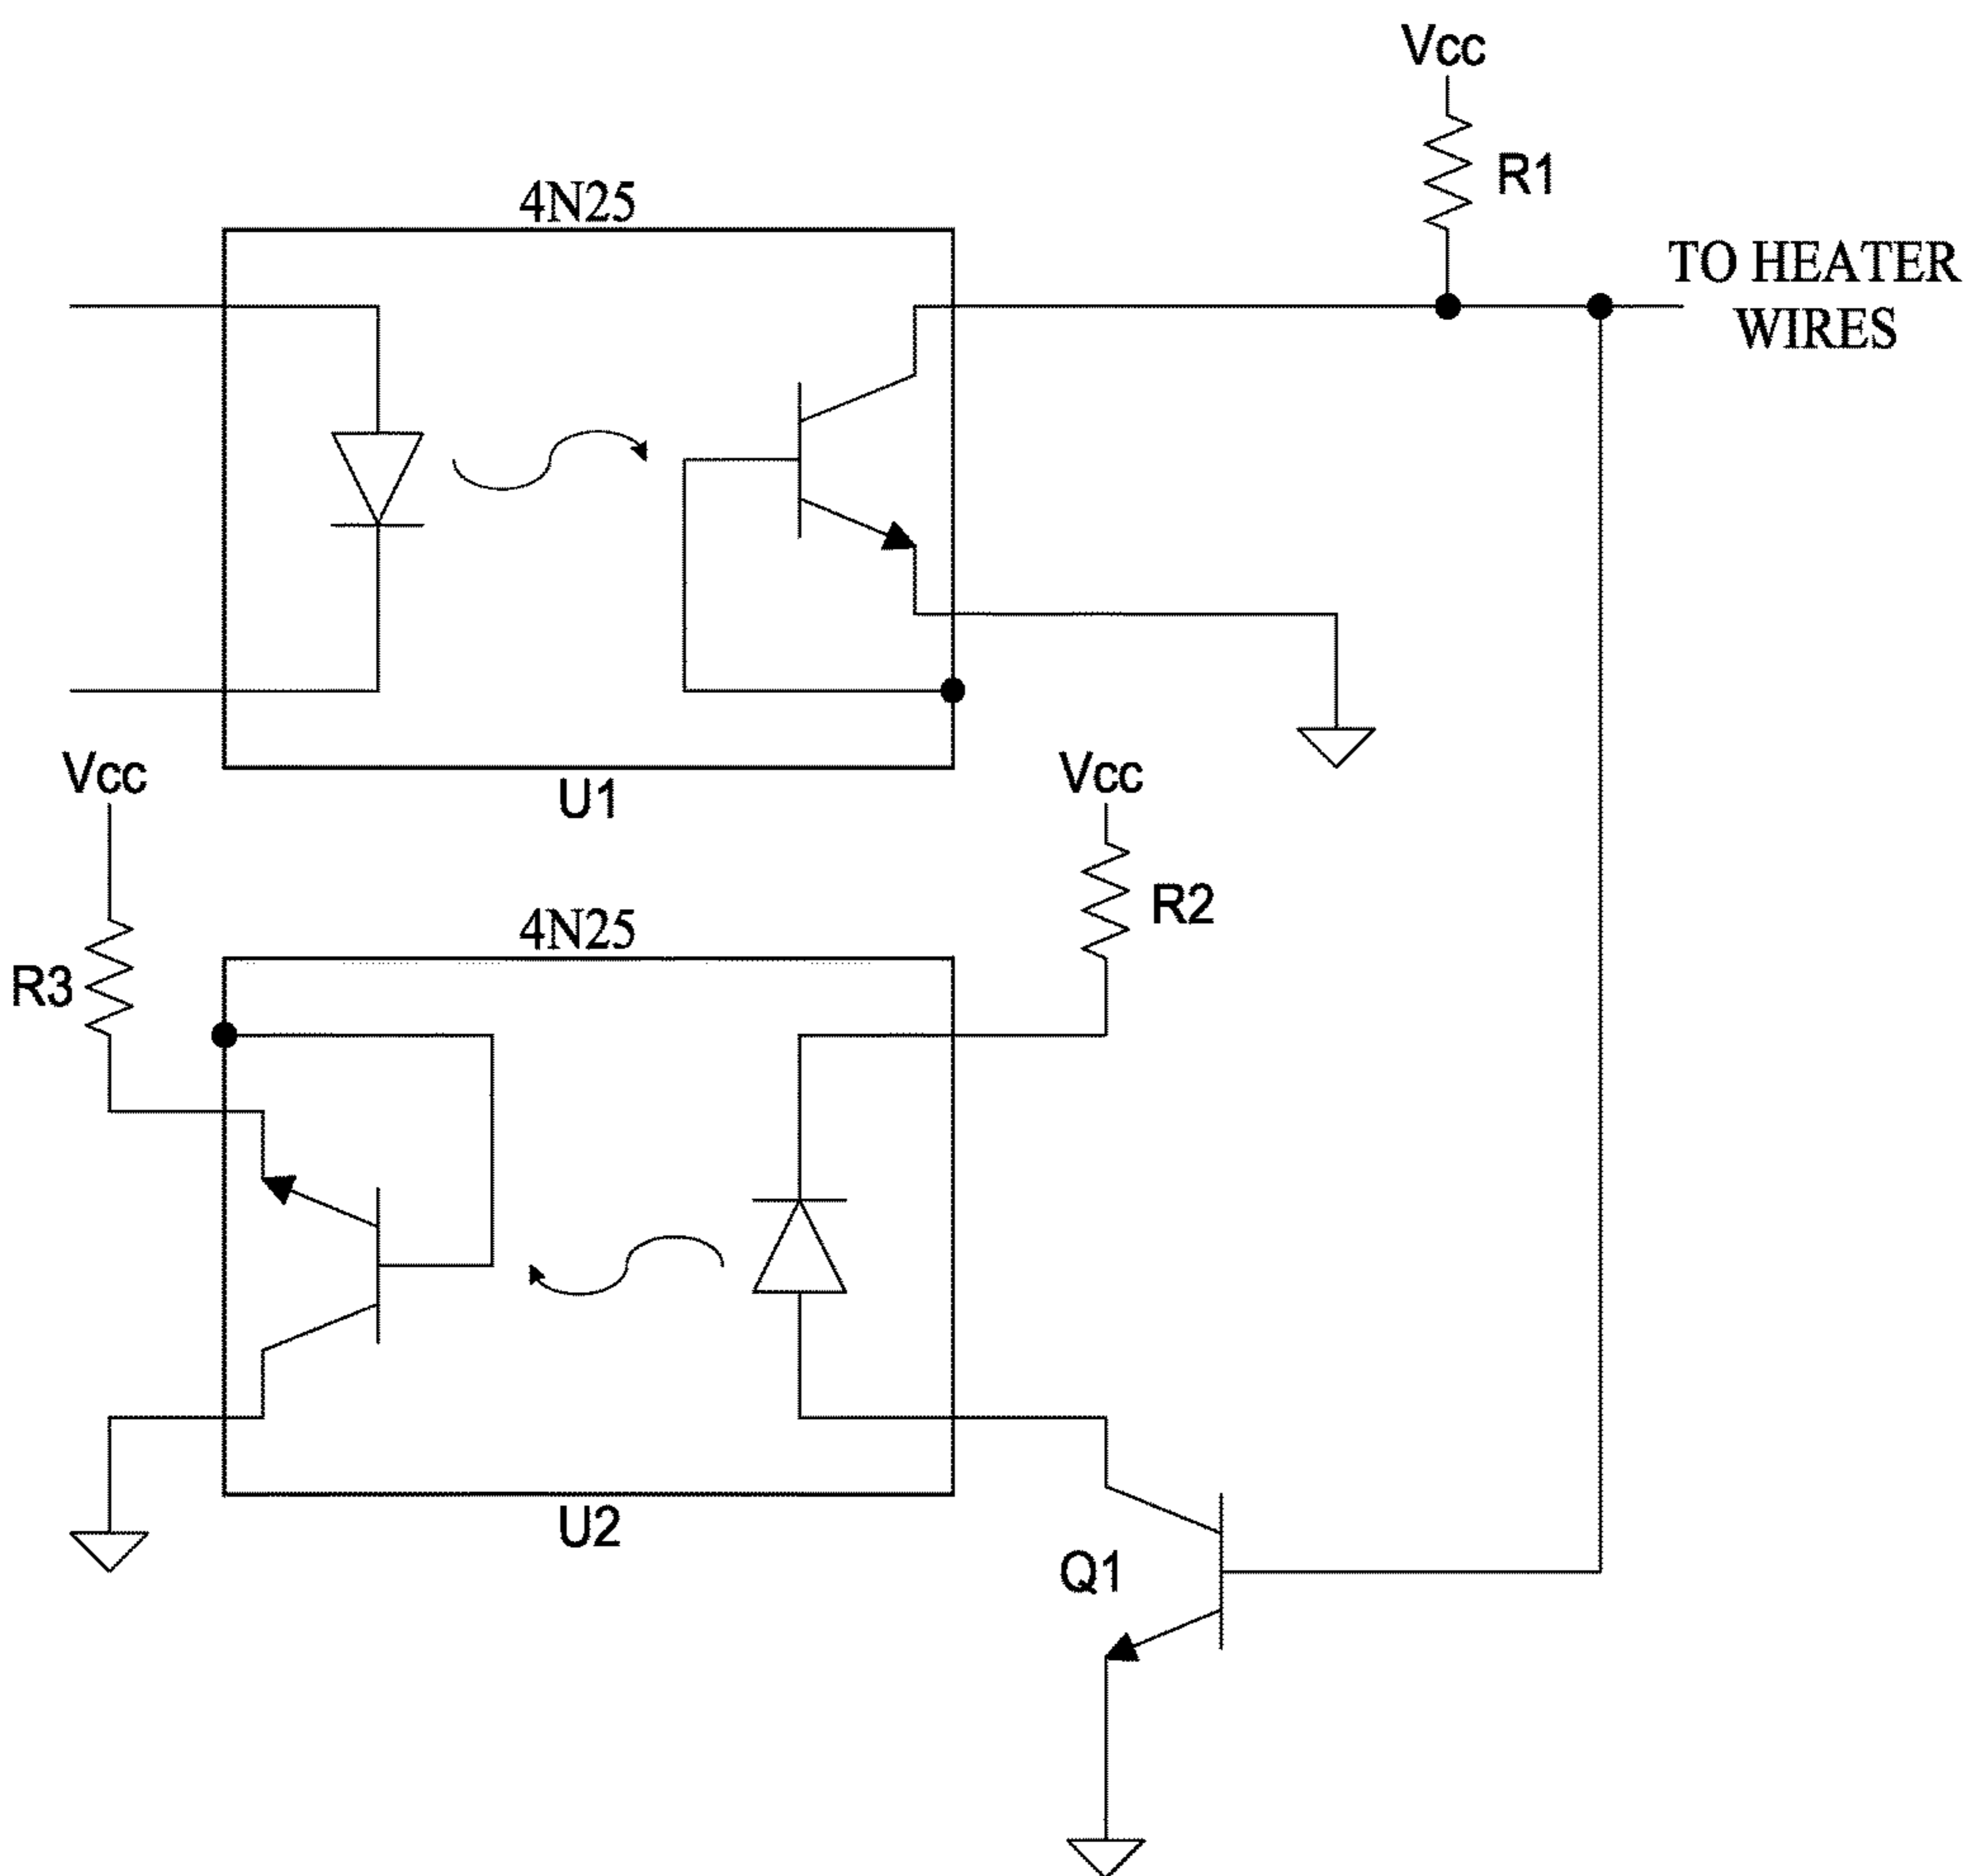 Vcc
R1
4N25
TO HEATER
WIRES
U1
Vcc
Vcc
R2
4N25
R3
U2
Q1